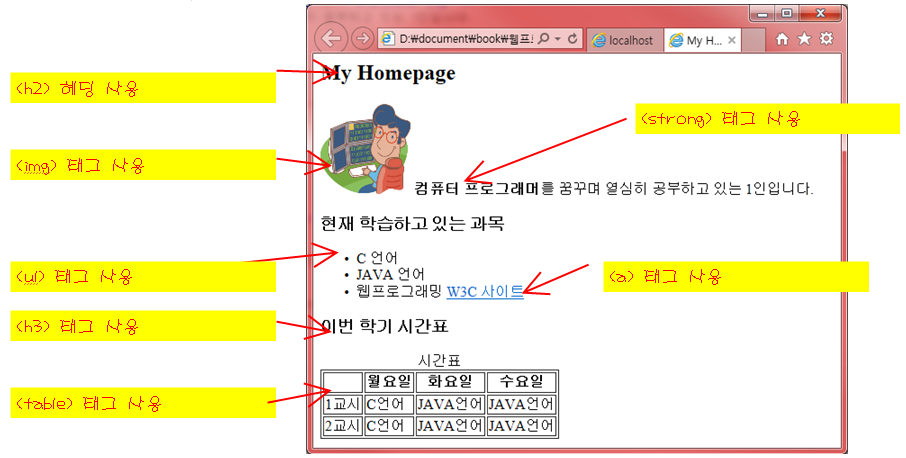 D:₩document₩book₩웹프
localhost
My H...
My Homepage
<h2> 헤딩 사용
<strong> 태그 사용
<img> 태그 사용
컴퓨터 프로그래머를 꿈꾸며 열심히 공부하고 있는 1인입니다.
현재 학습하고 있는 과목
• C 언어
<ul> 태그 사용
• JAVA 언어
<a> 태그 사용
• 웹프로그래밍 W3C 사이트
<h3> 태그 사용
이번 학기 시간표
시간표
월요일 화요일 수요일
<table> 태그 사용
1교시 C언어 JAVA언어 JAVA언어
2교시 C언어 JAVA언어 JAVA언어